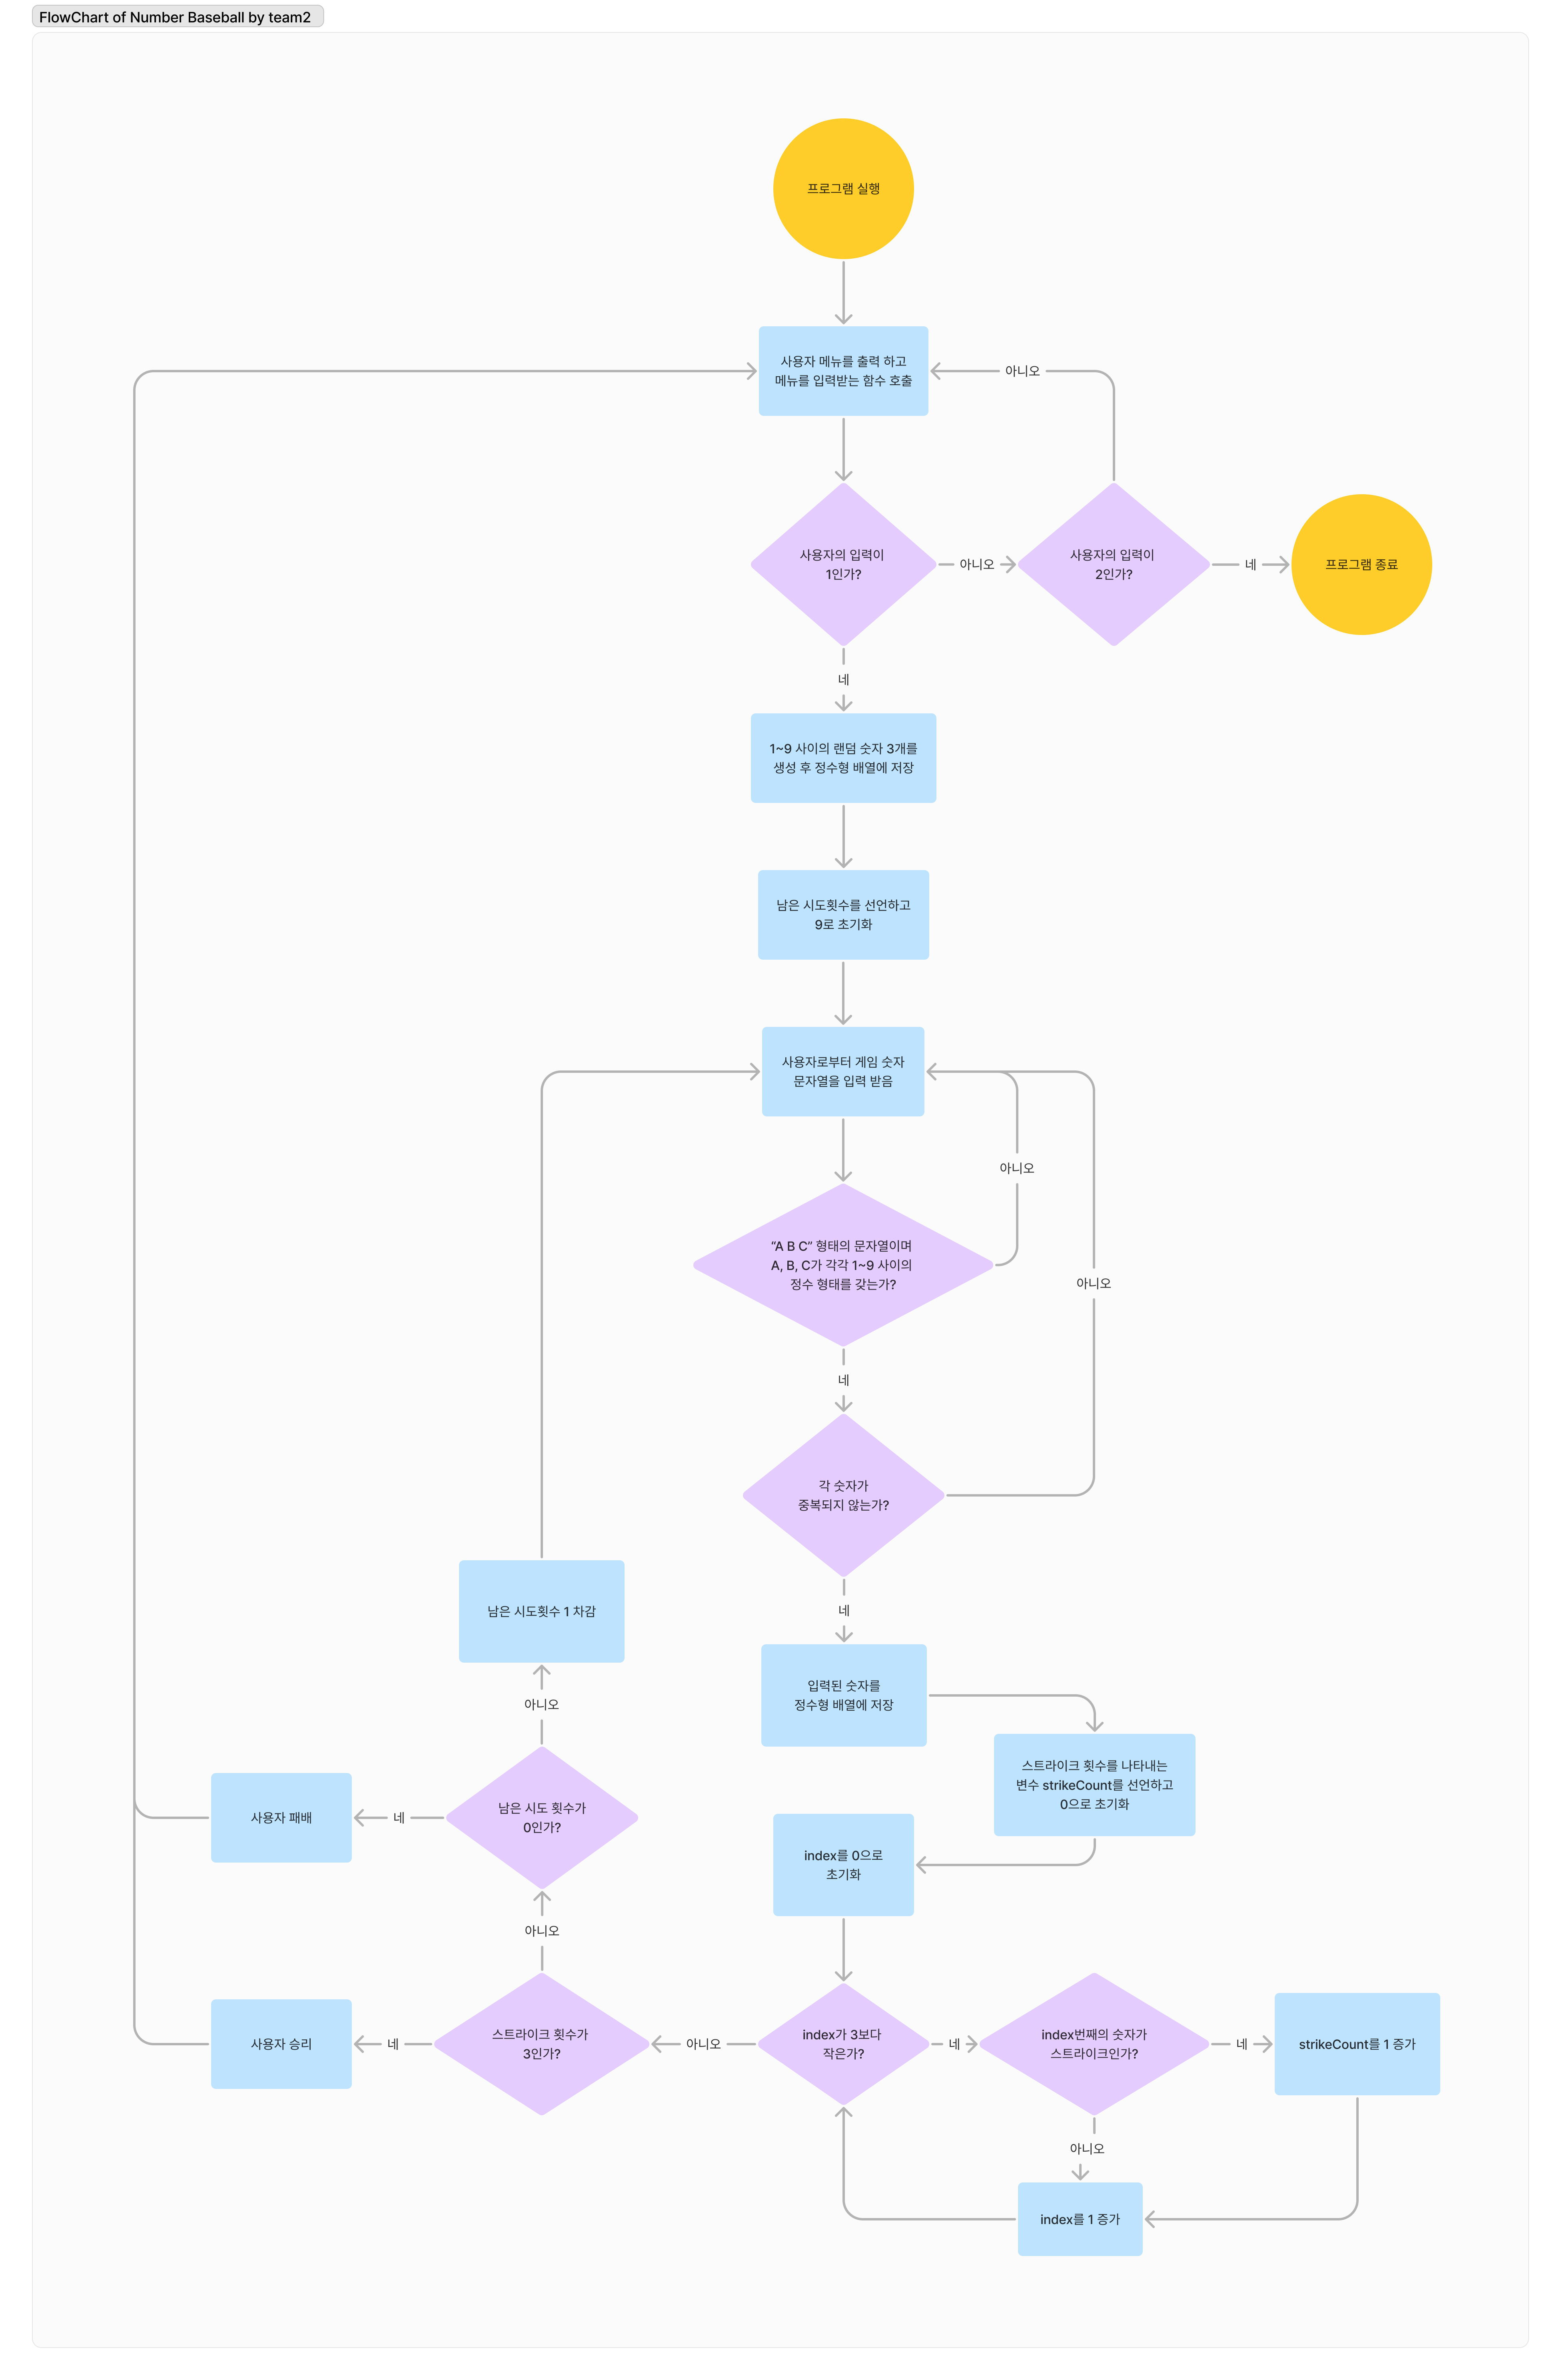 FlowChart of Number Baseball by team2
프로그램 실행
사용자 메뉴를 출력 하고
메뉴를 입력받는 함수 호출
아니오
사용자의 입력이
1인가?
아니오
사용자의 입력이
2인가?
네
프로그램 종료
네
1~9 사이의 랜덤 숫자 3개를
생성 후 정수형 배열에 저장
남은 시도횟수를 선언하고
9로 초기화
사용자로부터 게임 숫자
문자열을 입력 받음
아니오
“A B C” 형태의 문자열이며
A, B, C가 각각 1~9 사이의
정수 형태를 갖는가?
아니오
네
각 숫자가
중복되지 않는가?
네
남은 시도횟수 1 차감
입력된 숫자를
정수형 배열에 저장
아니오
스트라이크 횟수를 나타내는
변수 strikeCount를 선언하고
0으로 초기화
사용자 패배
네
남은 시도 횟수가
0인가?
index를 0으로
초기화
아니오
사용자 승리
네
스트라이크 횟수가
3인가?
아니오
index가 3보다
작은가?
네
index번째의 숫자가
스트라이크인가?
네
strikeCount를 1 증가
아니오
index를 1 증가